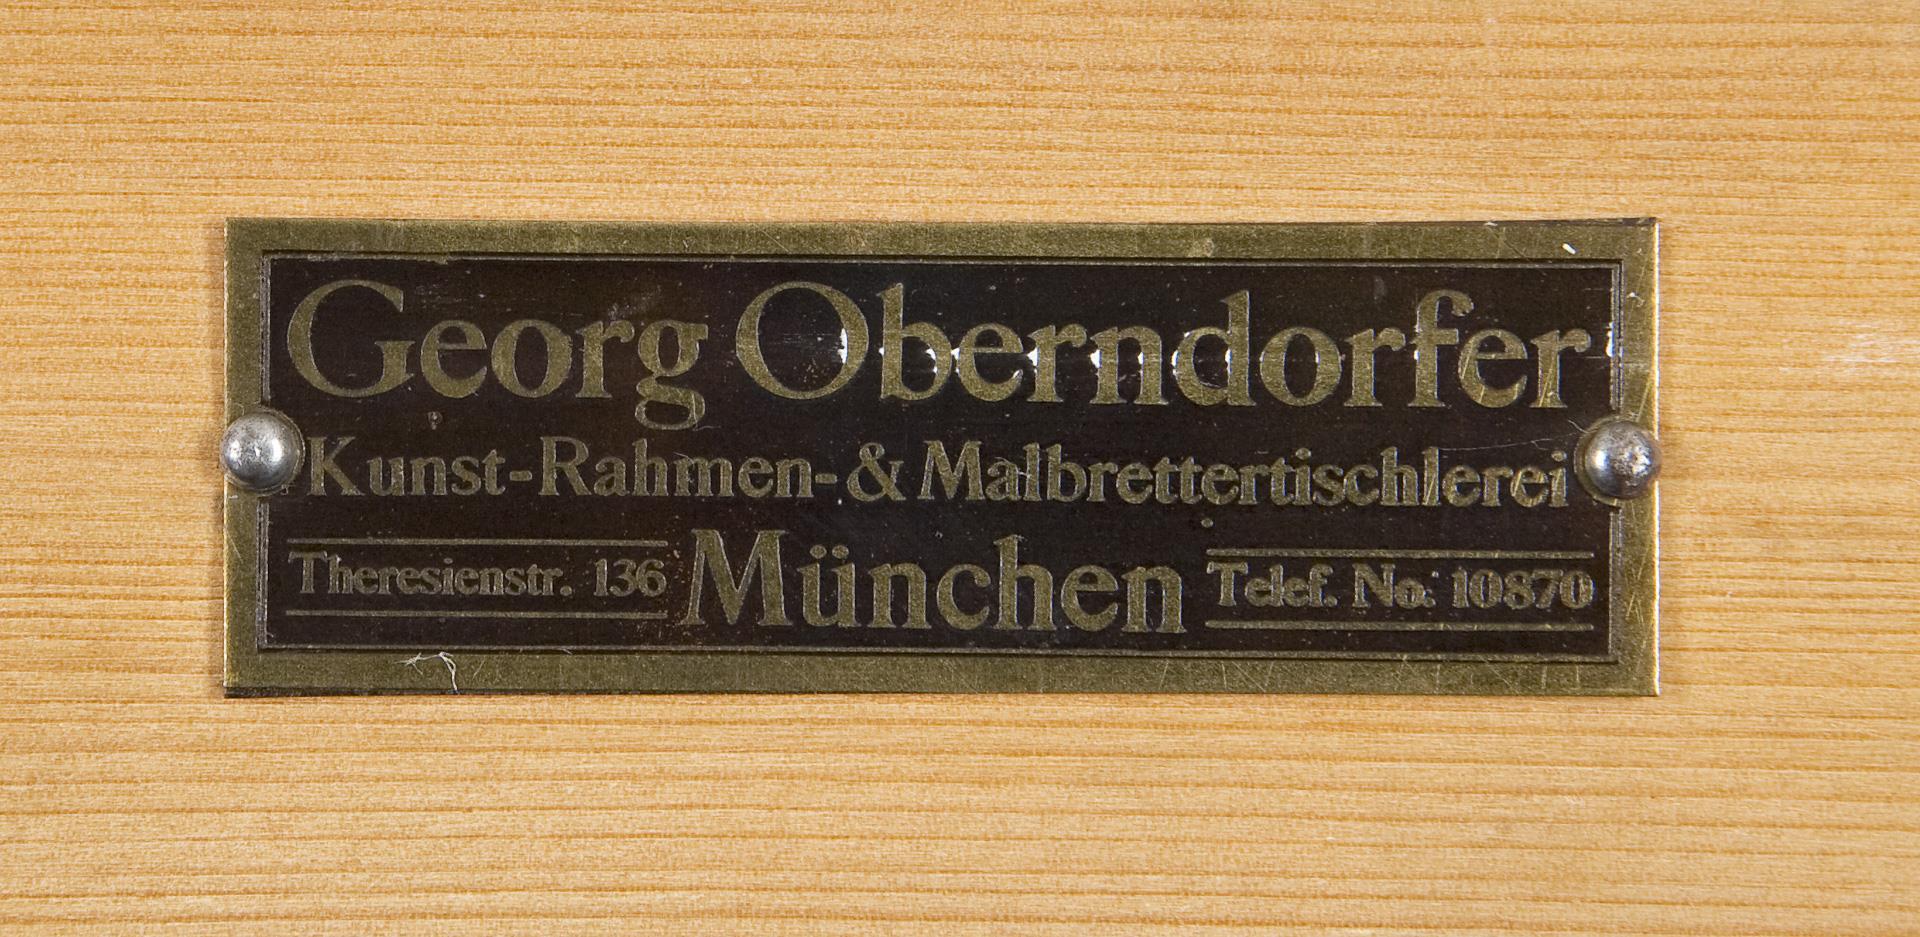 Georg Oberndorfer
Kunst-Rahmen-& Malbrettertischlerei
Theresienstr. 136 München Telef. No: 10870